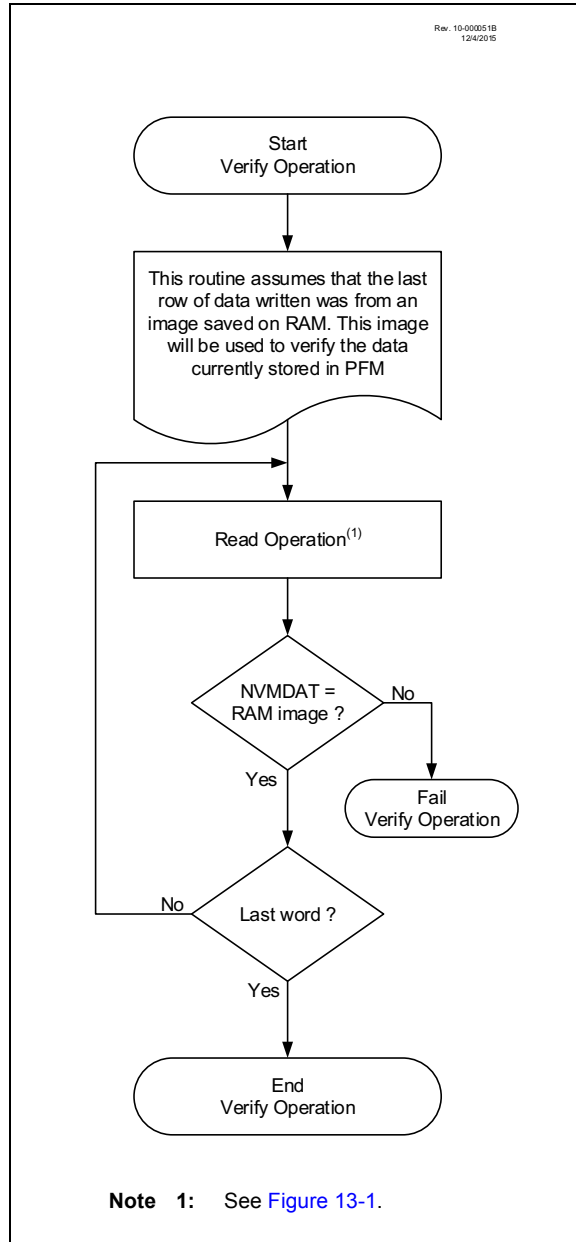 Rev. 10-000051B
12/4/2015
Start
Verify Operation
This routine assumes that the last
row of data written was from an
image saved on RAM. This image
will be used to verify the data
currently stored in PFM
Read Operation(1)
NVMDAT =
RAM image ?
No
Yes
Fail
Verify Operation
Last word ?
No
Yes
End
Verify Operation
Note 1: See Figure 13-1.